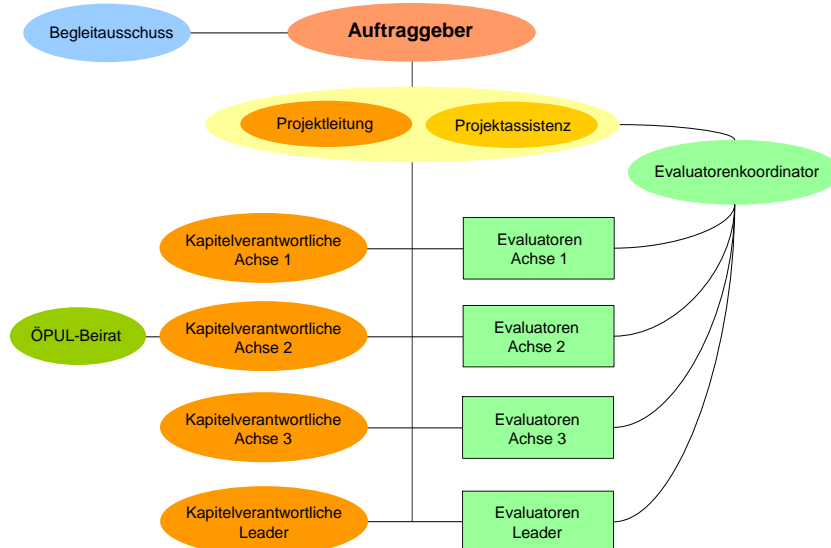 Begleitausschuss
Auftraggeber
Projektleitung
Projektassistenz
Evaluatorenkoordinator
Kapitelverantwortliche
Achse 1
Evaluatoren
Achse 1
ÖPUL-Beirat
Kapitelverantwortliche
Achse 2
Evaluatoren
Achse 2
Kapitelverantwortliche
Achse 3
Evaluatoren
Achse 3
Kapitelverantwortliche
Leader
Evaluatoren
Leader